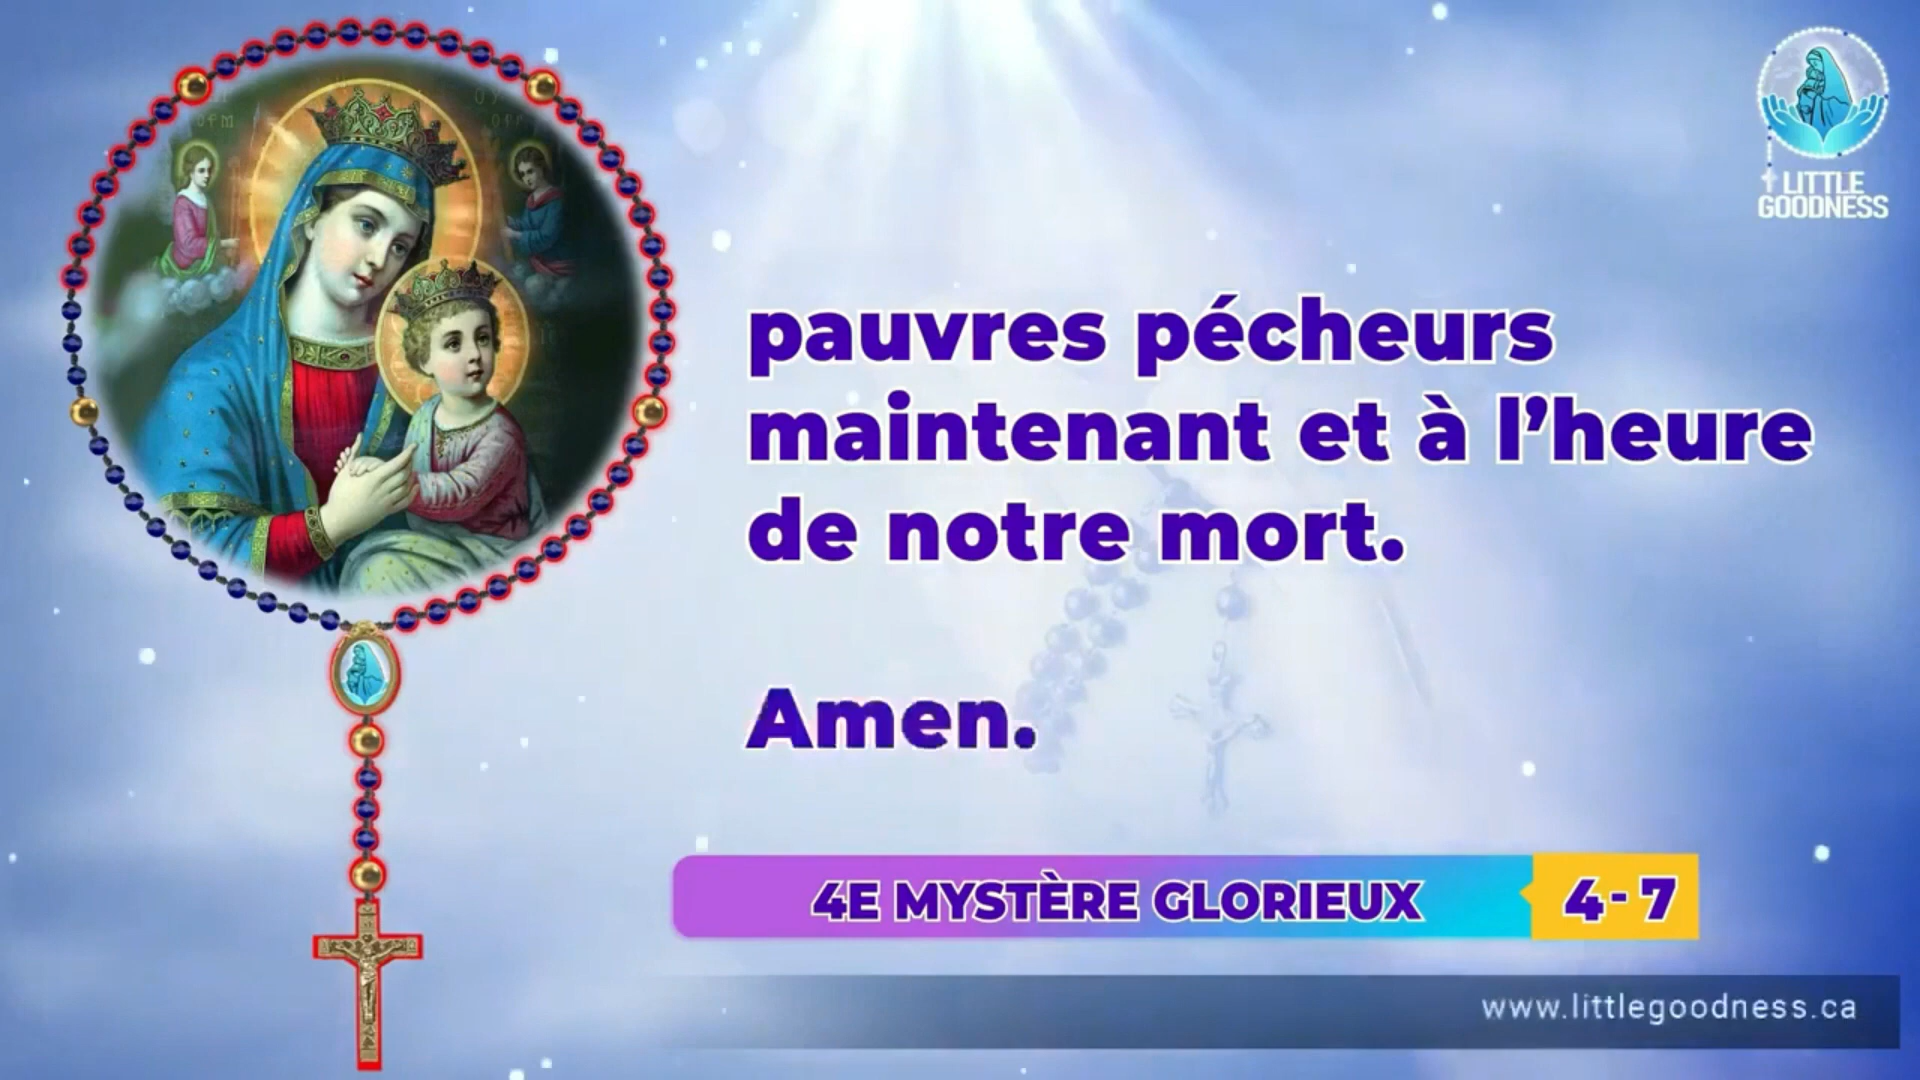 LITTLE
GOODNESS
pauvres pécheurs
maintenant et à l’heure
de notre mort.
Amen.
4E MYSTÈRE GLORIEUX
4 - 7
www.littlegoodness.ca